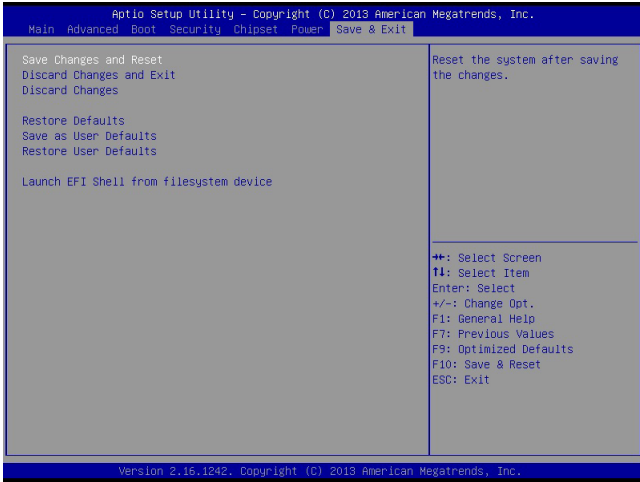 Aptio Setup Utility – Copyright (C) 2013 American Megatrends, Inc.
Main Advanced Boot Security Chipset Power Save & Exit
Save Changes and Reset
Discard Changes and Exit
Discard Changes
Restore Defaults
Save as User Defaults
Restore User Defaults
Launch EFI Shell from filesystem device
Reset the system after saving
the changes.
→←: Select Screen
↑↓: Select Item
Enter: Select
+/-: Change Opt.
F1: General Help
F7: Previous Values
F9: Optimized Defaults
F10: Save & Reset
ESC: Exit
Version 2.16.1242. Copyright (C) 2013 American Megatrends, Inc.